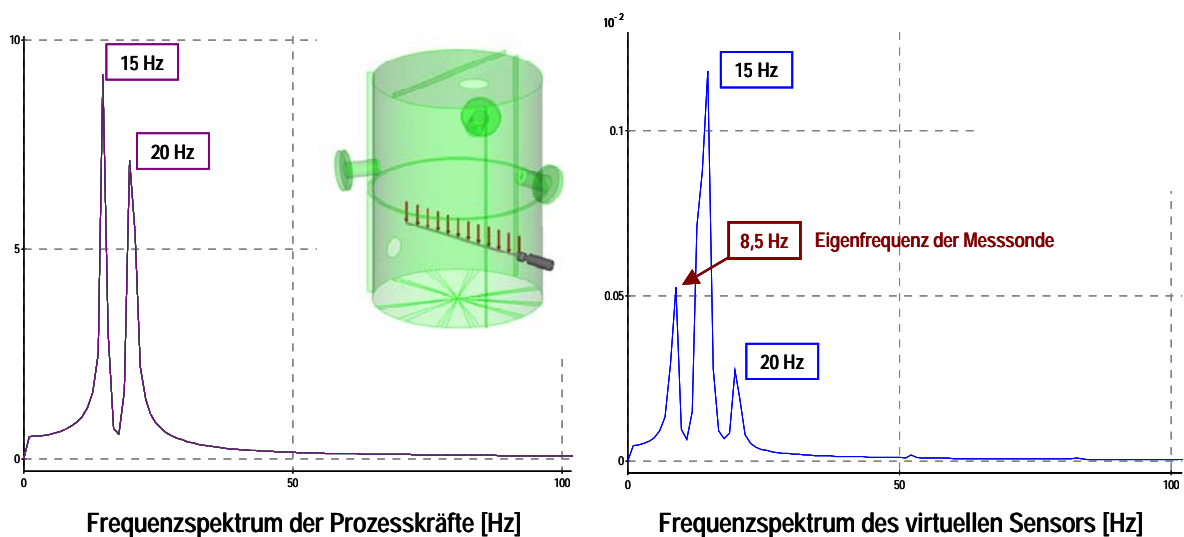 10
15 Hz
20 Hz
5
0
0
50
100
Frequenzspektrum der Prozesskräfte [Hz]
10⁻²
15 Hz
0.1
8,5 Hz Eigenfrequenz der Messsonde
0.05
20 Hz
0
0
50
100
Frequenzspektrum des virtuellen Sensors [Hz]